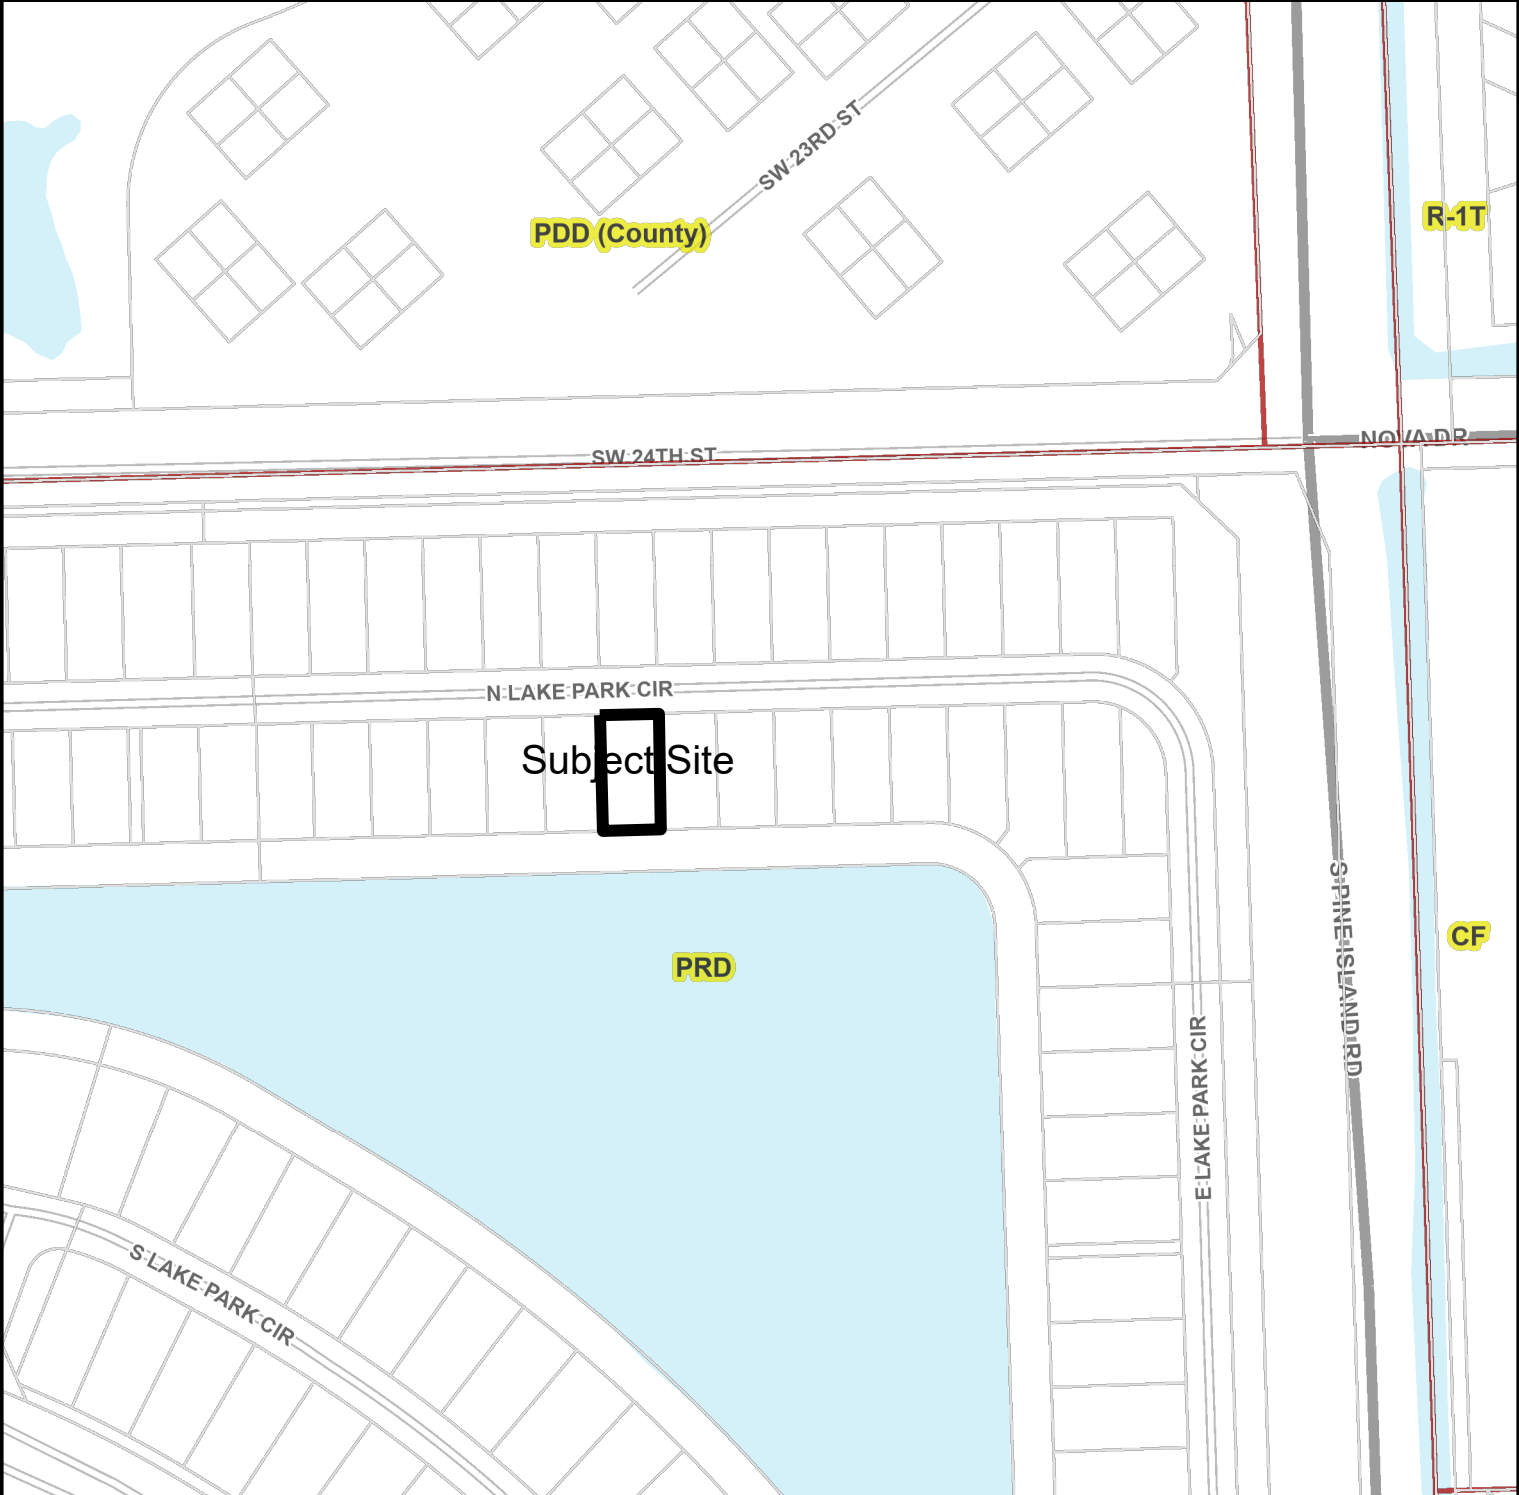 SW 23RD ST
PDD (County)
R-1T
NOVA DR
SW 24TH ST
N LAKE PARK CIR
Subject Site
S PINE ISLAND RD
CF
PRD
E LAKE PARK CIR
S LAKE PARK CIR